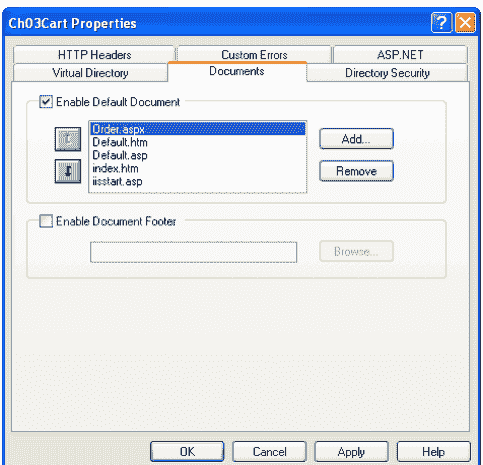 Ch03Cart Properties
HTTP Headers Custom Errors ASP.NET
Virtual Directory Documents Directory Security
Enable Default Document
Order.aspx
Default.htm
Default.asp
index.htm
iisstart.asp
Add...
Remove
Enable Document Footer
Browse...
OK Cancel Apply Help